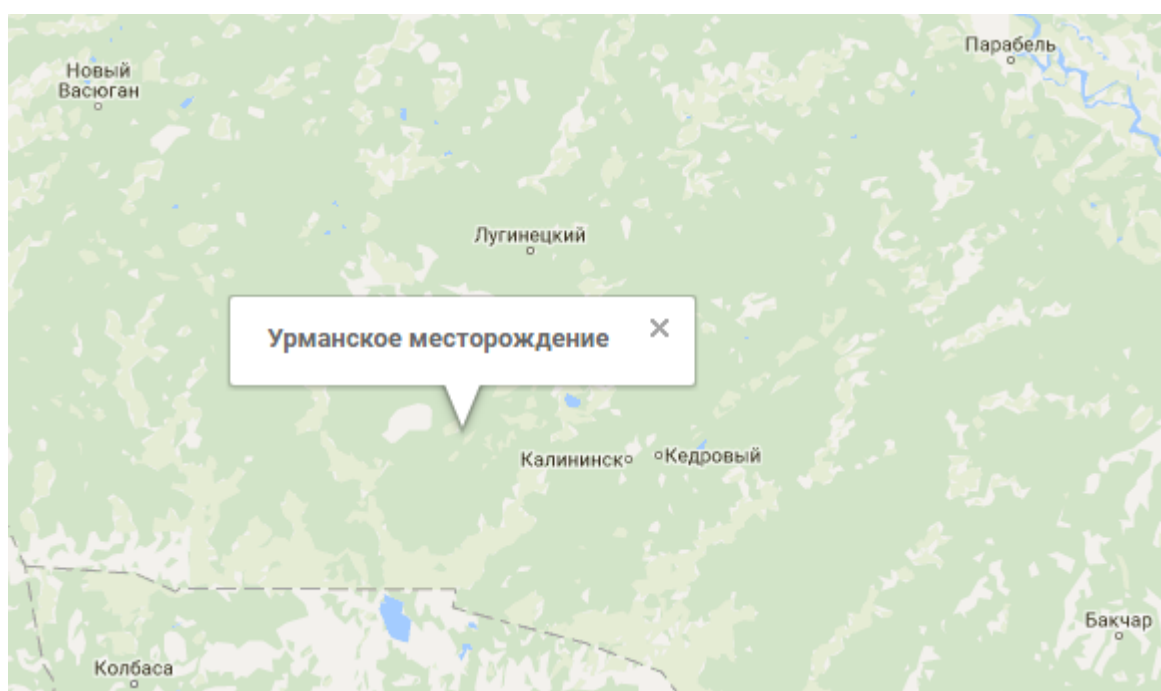 Парабель
Новый
Васюган
Лугинецкий
Урманское месторождение
Калининск
Кедровый
Бакчар
Колбаса